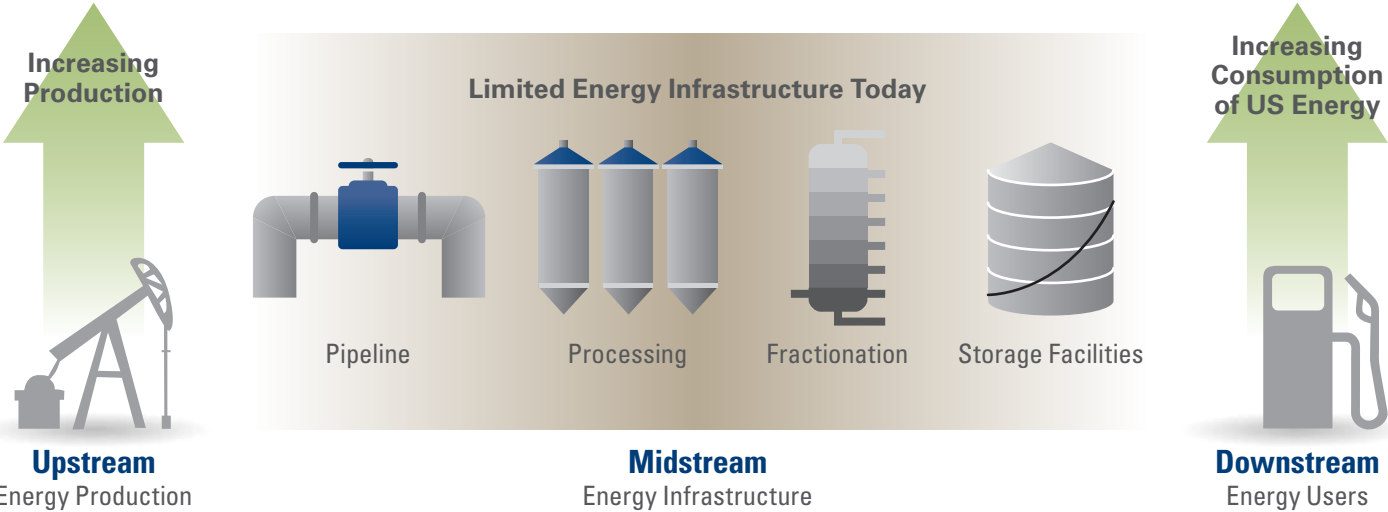 Increasing
Production
Limited Energy Infrastructure Today
Increasing
Consumption
of US Energy
Pipeline
Processing
Fractionation
Storage Facilities
Upstream
Energy Production
Midstream
Energy Infrastructure
Downstream
Energy Users